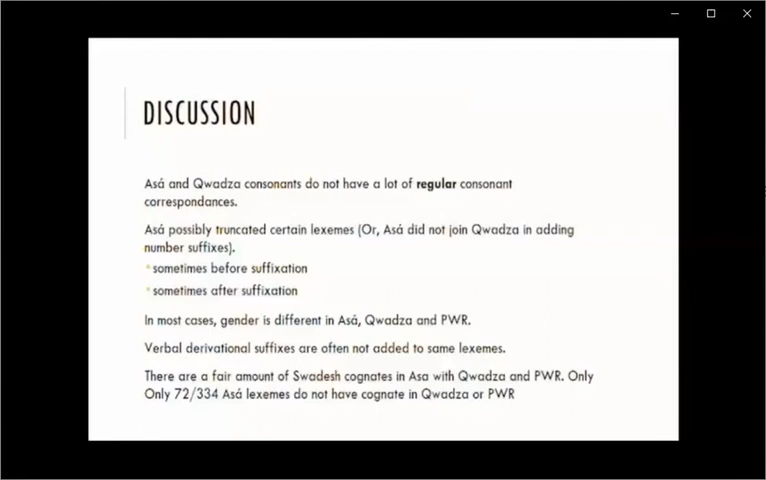 DISCUSSION
Asá and Qwadza consonants do not have a lot of regular consonant
correspondances.
Asá possibly truncated certain lexemes (Or, Asá did not join Qwadza in adding
number suffixes).
sometimes before suffixation
sometimes after suffixation
In most cases, gender is different in Asá, Qwadza and PWR.
Verbal derivational suffixes are often not added to same lexemes.
There are a fair amount of Swadesh cognates in Asa with Qwadza and PWR. Only
Only 72/334 Asá lexemes do not have cognate in Qwadza or PWR